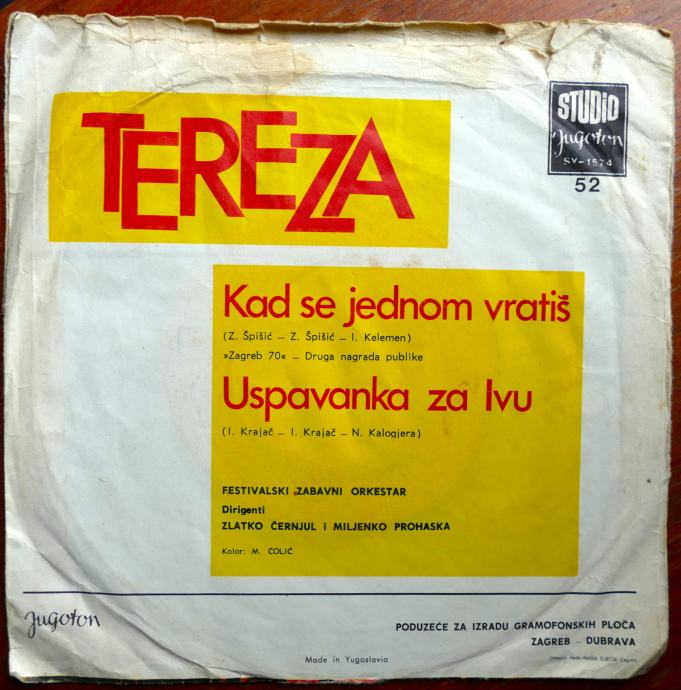 TEREZA
STUDIO
Jugoton
SV-1574
52
Kad se jednom vratiš
(Z. Špišić – Z. Špišić – I. Kelemen)
»Zagreb 70« – Druga nagrada publike
Uspavanka za Ivu
(I. Krajač – I. Krajač – N. Kalogjera)
FESTIVALSKI ZABAVNI ORKESTAR
Dirigenti
ZLATKO ČERNJUL i MILJENKO PROHASKA
Kolor: M. ČOLIĆ
Jugoton
PODUZEĆE ZA IZRADU GRAMOFONSKIH PLOČA
ZAGREB – DUBRAVA
Made in Yugoslavia